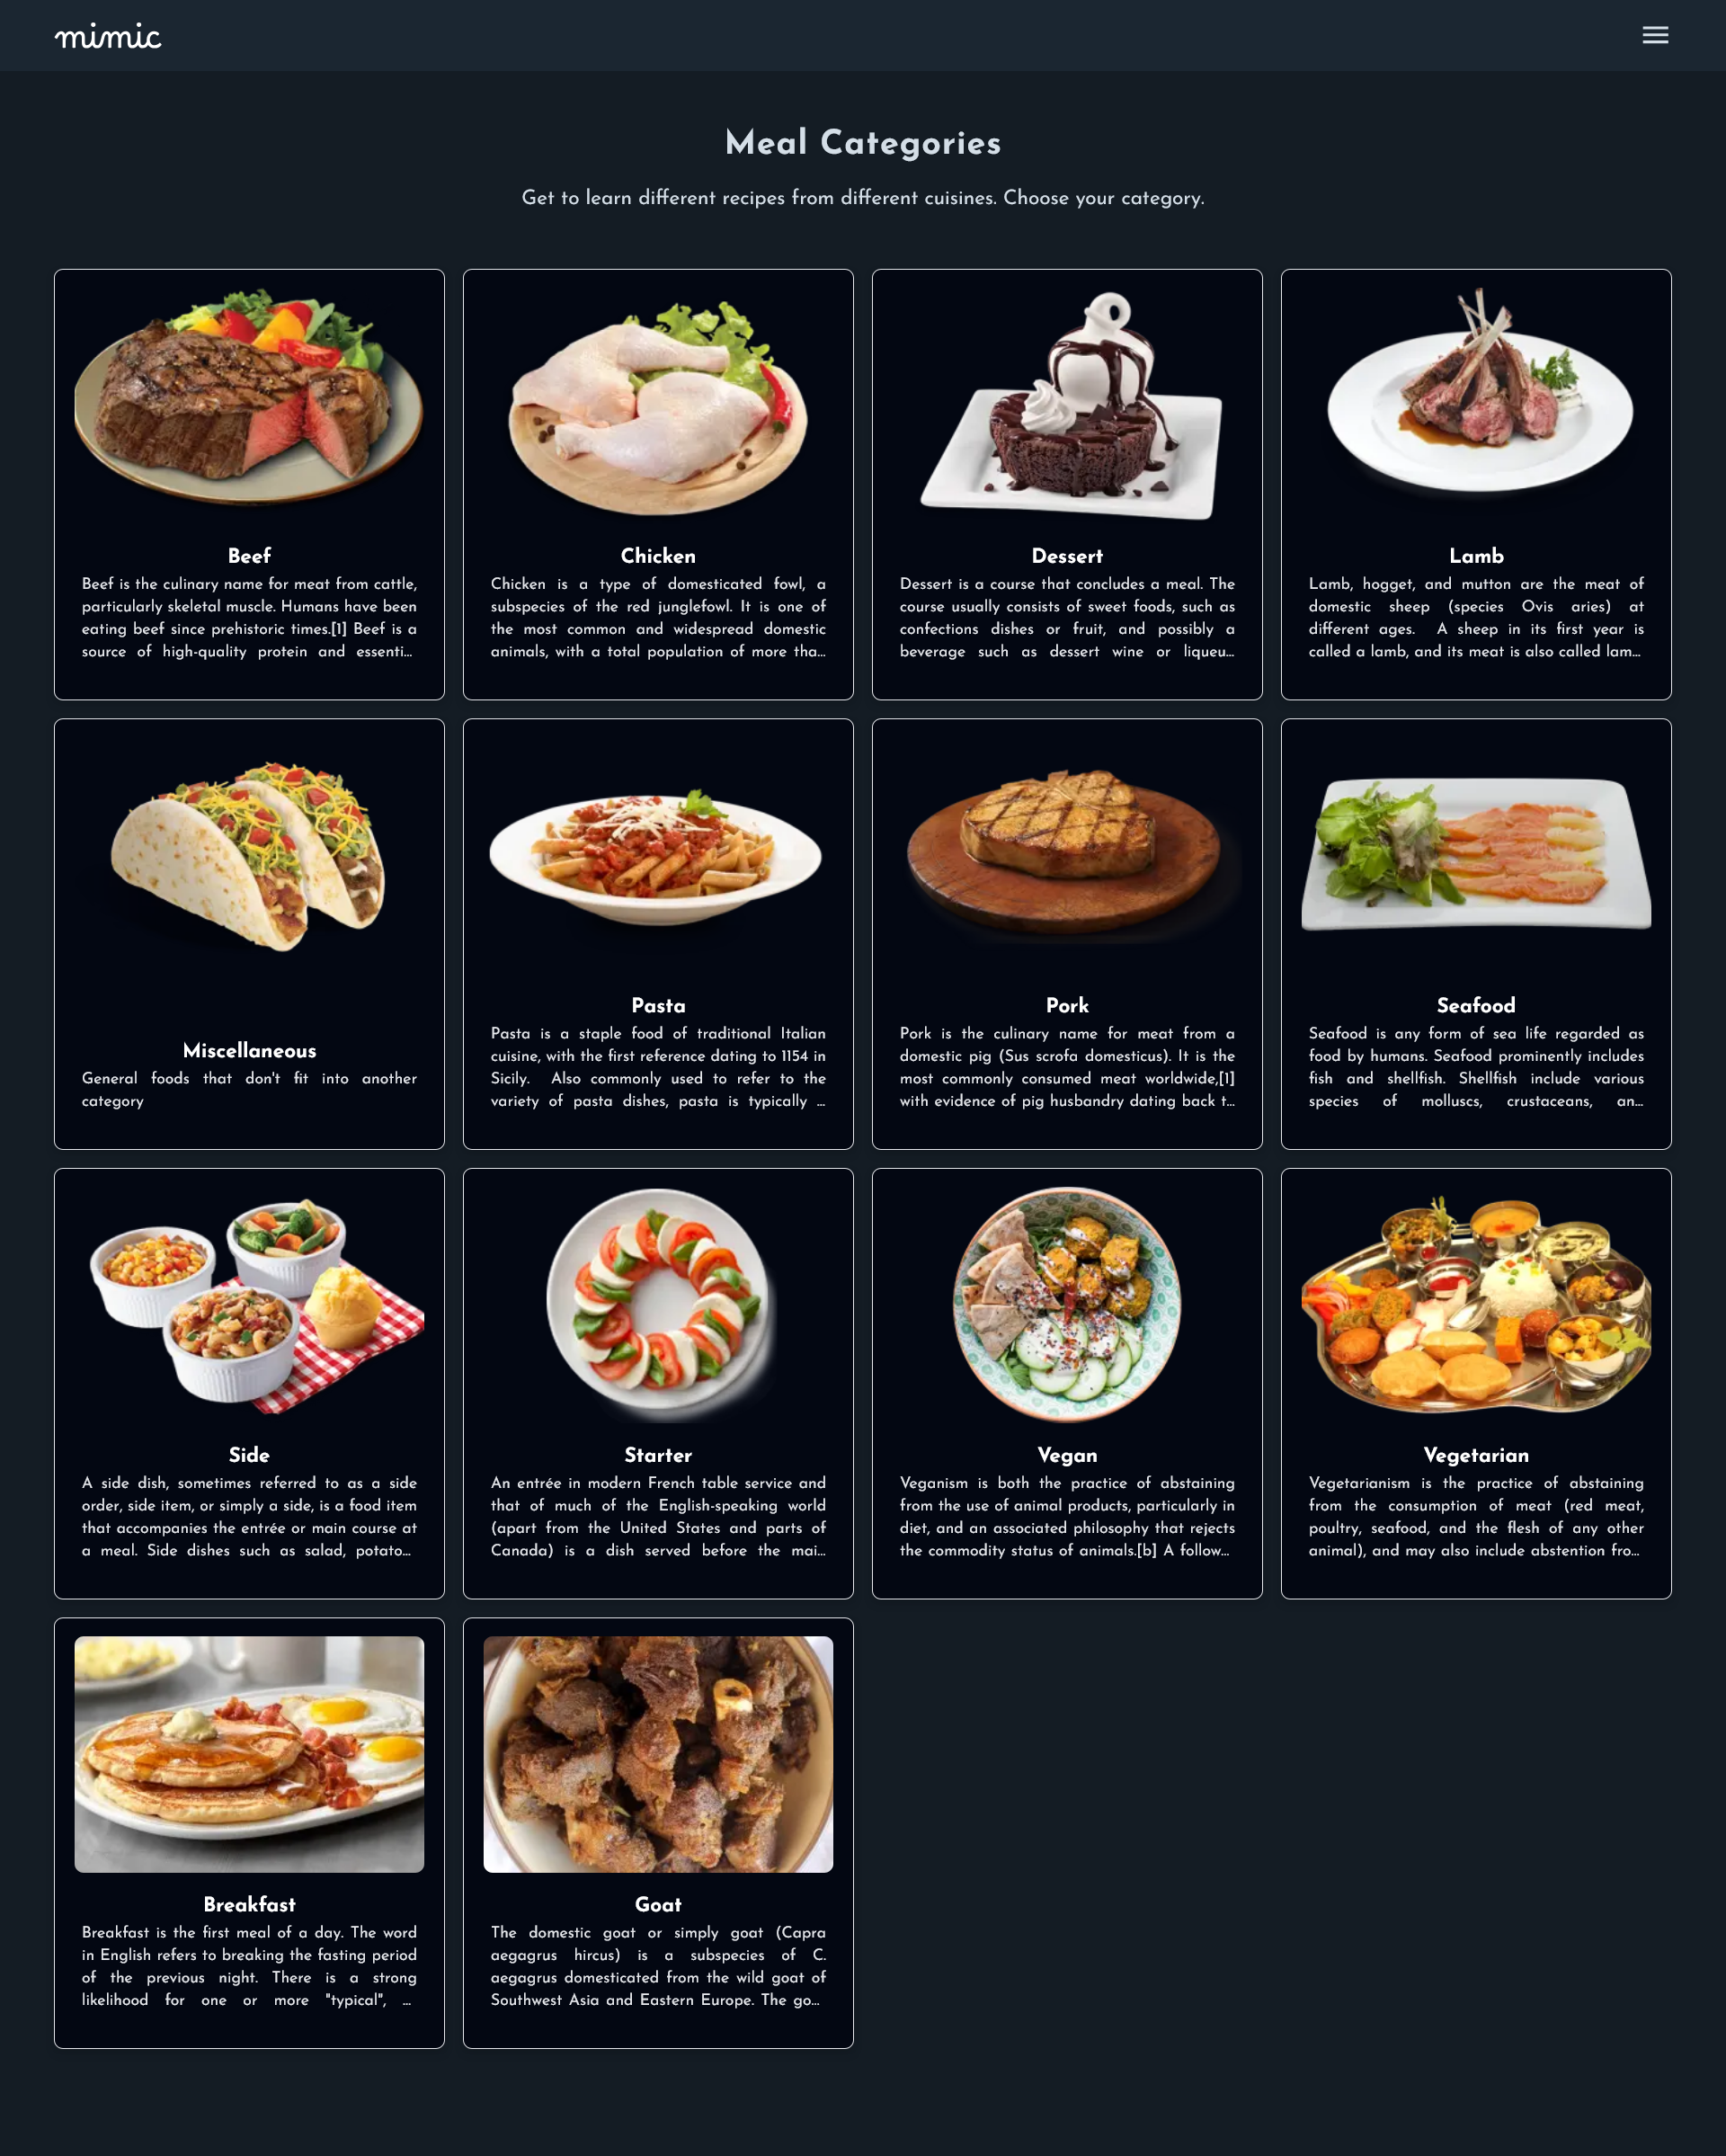 mimic
Meal Categories
Get to learn different recipes from different cuisines. Choose your category.
Beef
Beef is the culinary name for meat from cattle,
particularly skeletal muscle. Humans have been
eating beef since prehistoric times.[1] Beef is a
source of high-quality protein and essenti...
Chicken
Chicken is a type of domesticated fowl, a
subspecies of the red junglefowl. It is one of
the most common and widespread domestic
animals, with a total population of more tha...
Dessert
Dessert is a course that concludes a meal. The
course usually consists of sweet foods, such as
confections dishes or fruit, and possibly a
beverage such as dessert wine or liqueu...
Lamb
Lamb, hogget, and mutton are the meat of
domestic sheep (species Ovis aries) at
different ages. A sheep in its first year is
called a lamb, and its meat is also called lam...
Miscellaneous
General foods that don't fit into another
category
Pasta
Pasta is a staple food of traditional Italian
cuisine, with the first reference dating to 1154 in
Sicily. Also commonly used to refer to the
variety of pasta dishes, pasta is typically ...
Pork
Pork is the culinary name for meat from a
domestic pig (Sus scrofa domesticus). It is the
most commonly consumed meat worldwide,[1]
with evidence of pig husbandry dating back t...
Seafood
Seafood is any form of sea life regarded as
food by humans. Seafood prominently includes
fish and shellfish. Shellfish include various
species of molluscs, crustaceans, an...
Side
A side dish, sometimes referred to as a side
order, side item, or simply a side, is a food item
that accompanies the entrée or main course at
a meal. Side dishes such as salad, potato...
Starter
An entrée in modern French table service and
that of much of the English-speaking world
(apart from the United States and parts of
Canada) is a dish served before the mai...
Vegan
Veganism is both the practice of abstaining
from the use of animal products, particularly in
diet, and an associated philosophy that rejects
the commodity status of animals.[b] A follow...
Vegetarian
Vegetarianism is the practice of abstaining
from the consumption of meat (red meat,
poultry, seafood, and the flesh of any other
animal), and may also include abstention fro...
Breakfast
Breakfast is the first meal of a day. The word
in English refers to breaking the fasting period
of the previous night. There is a strong
likelihood for one or more "typical", ...
Goat
The domestic goat or simply goat (Capra
aegagrus hircus) is a subspecies of C.
aegagrus domesticated from the wild goat of
Southwest Asia and Eastern Europe. The go...